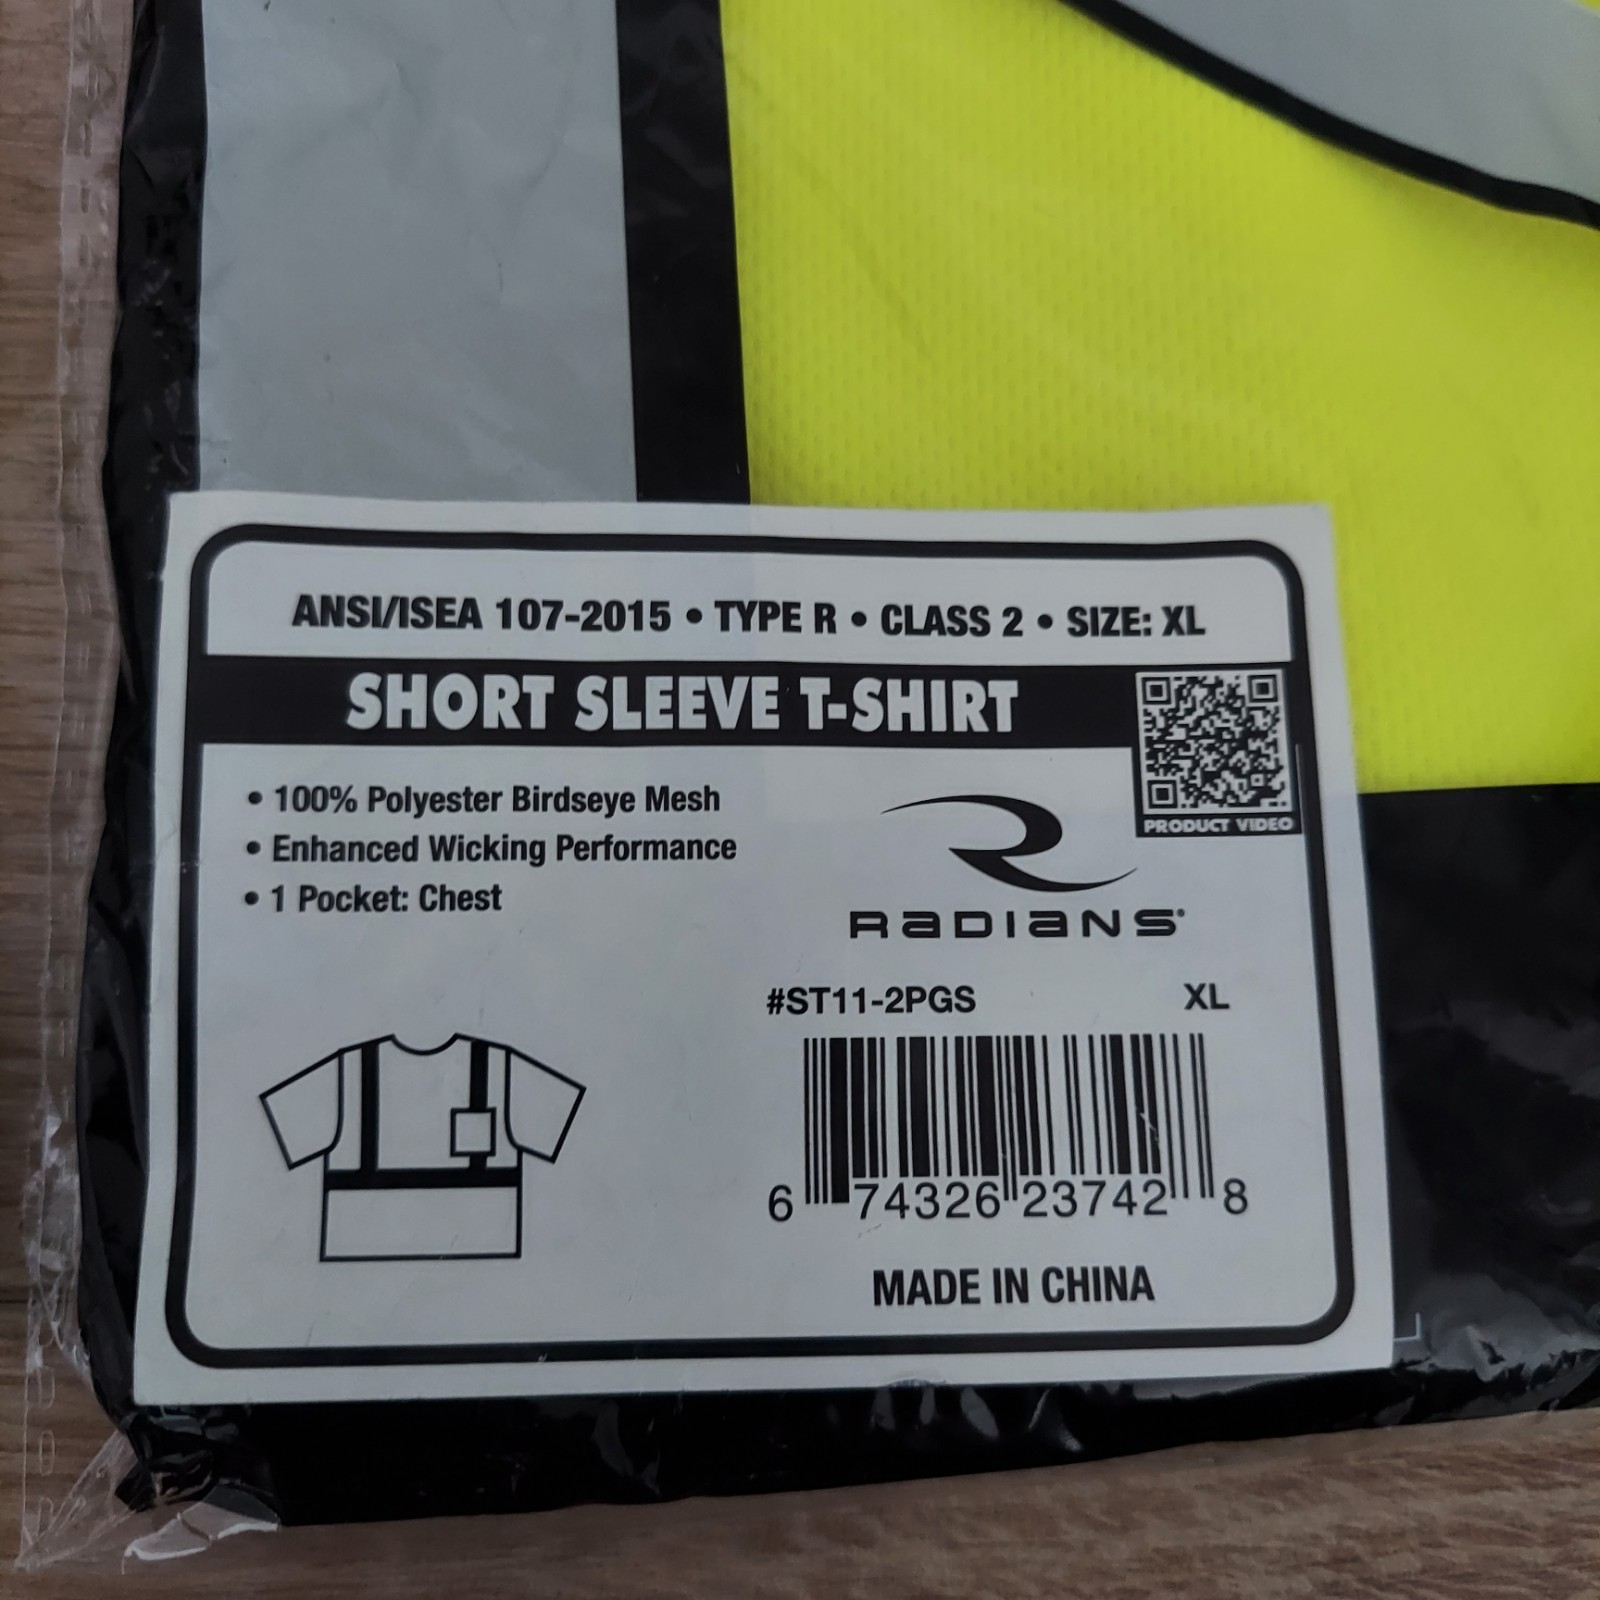 ANSI/ISEA 107-2015 • TYPE R • CLASS 2 • SIZE: XL
SHORT SLEEVE T-SHIRT
PRODUCT VIDEO
• 100% Polyester Birdseye Mesh
• Enhanced Wicking Performance
• 1 Pocket: Chest
RADIANS
#ST11-2PGS XL
6 74326 23742 8
MADE IN CHINA